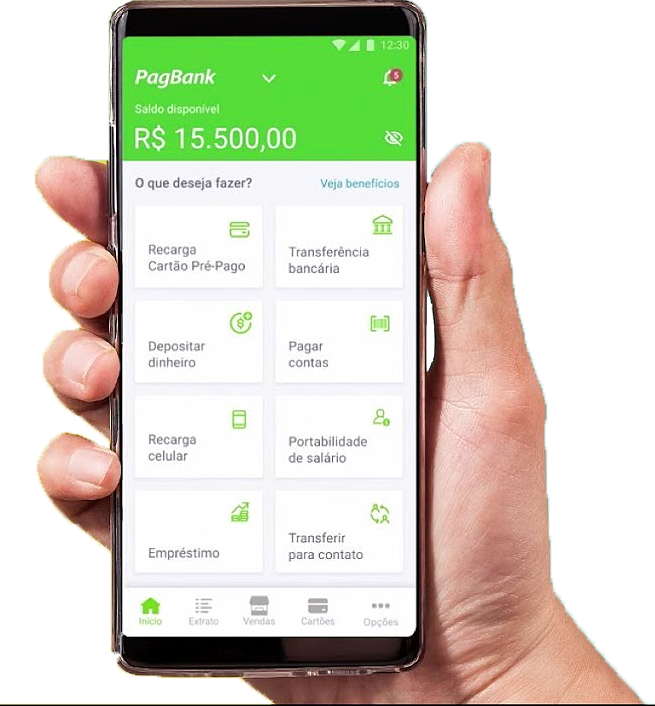 12:30
PagBank
5
Saldo disponível
R$ 15.500,00
O que deseja fazer?
Veja benefícios
Recarga
Cartão Pré-Pago
Transferência
bancária
Depositar
dinheiro
Pagar
contas
Recarga
celular
Portabilidade
de salário
Empréstimo
Transferir
para contato
Início
Extrato
Vendas
Cartões
Opções